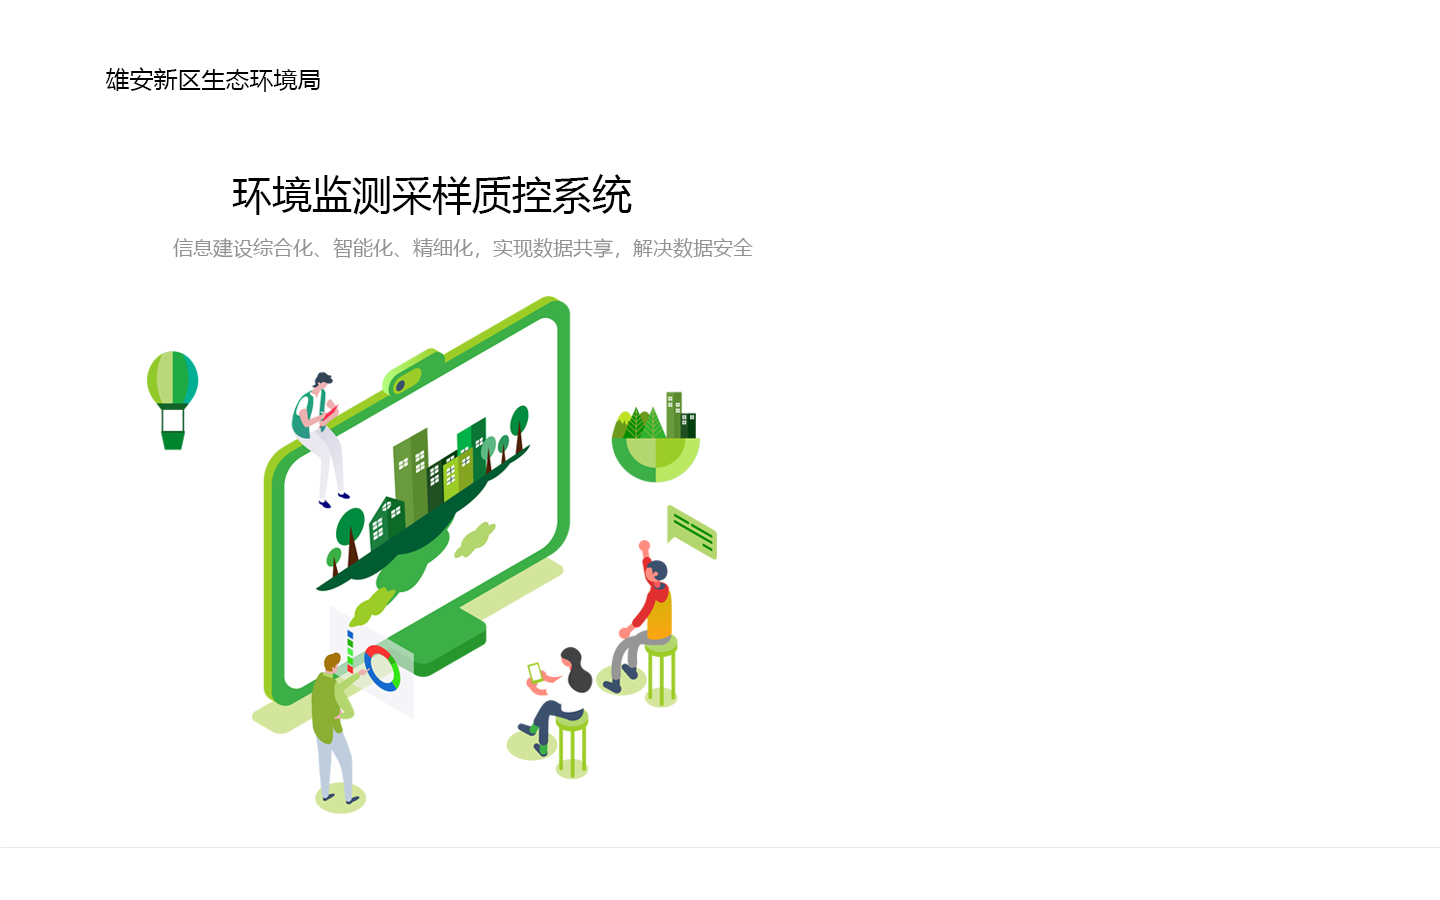 雄安新区生态环境局
环境监测采样质控系统
信息建设综合化、智能化、精细化，实现数据共享，解决数据安全